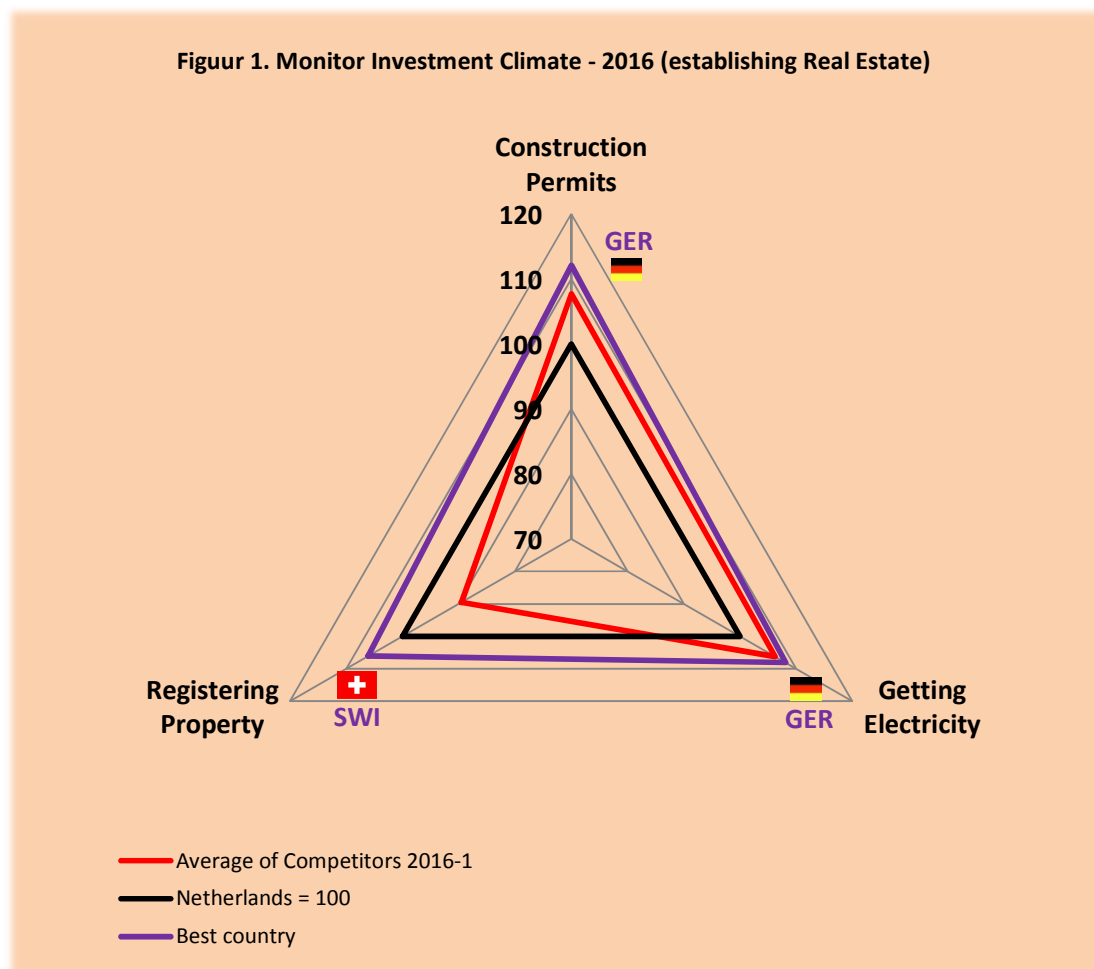 Figuur 1. Monitor Investment Climate - 2016 (establishing Real Estate)
Construction
Permits
120
GER
110
100
90
80
70
Registering
Property
SWI
GER
Getting
Electricity
Average of Competitors 2016-1
Netherlands = 100
Best country